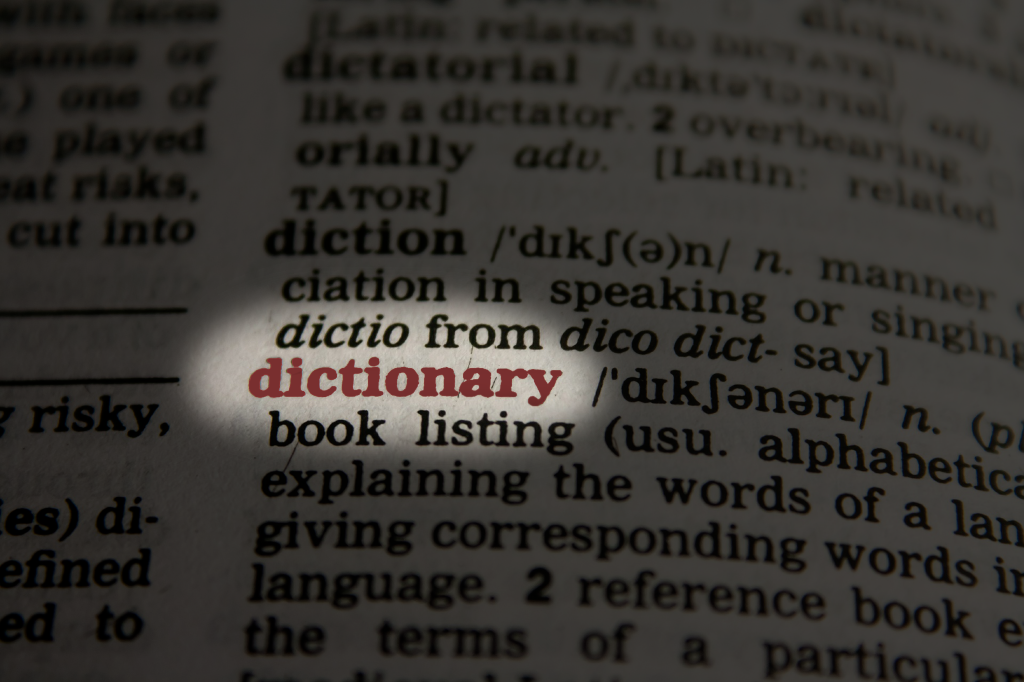 with faces
games or
.) one of
e played
eat risks,
cut into
g risky,
ies) di-
efined
ed to
[Latin: related to DICTATE]
dictatorial /ˌdɪktəˈtɔːrɪəl/ adj.
like a dictator. 2 overbearing.
orially adv. [Latin: related
TATOR]
diction /ˈdɪkʃ(ə)n/ n. manner
ciation in speaking or singing
dictio from dico dict- say]
dictionary /ˈdɪkʃənərɪ/ n. (pl
book listing (usu. alphabetica
explaining the words of a lan
giving corresponding words in
language. 2 reference book e
the terms of a particular